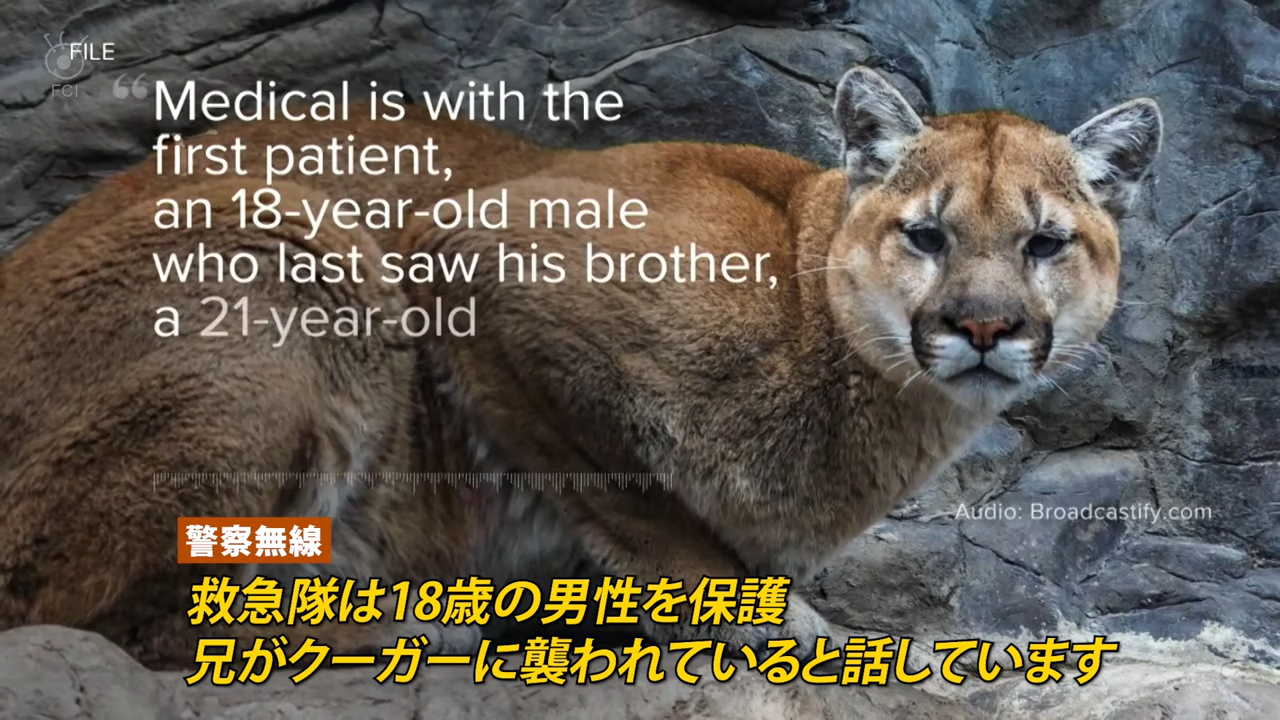 FILE
FCI
“Medical is with the
first patient,
an 18-year-old male
who last saw his brother,
a 21-year-old
Audio: Broadcastify.com
警察無線
救急隊は18歳の男性を保護
兄がクーガーに襲われていると話しています